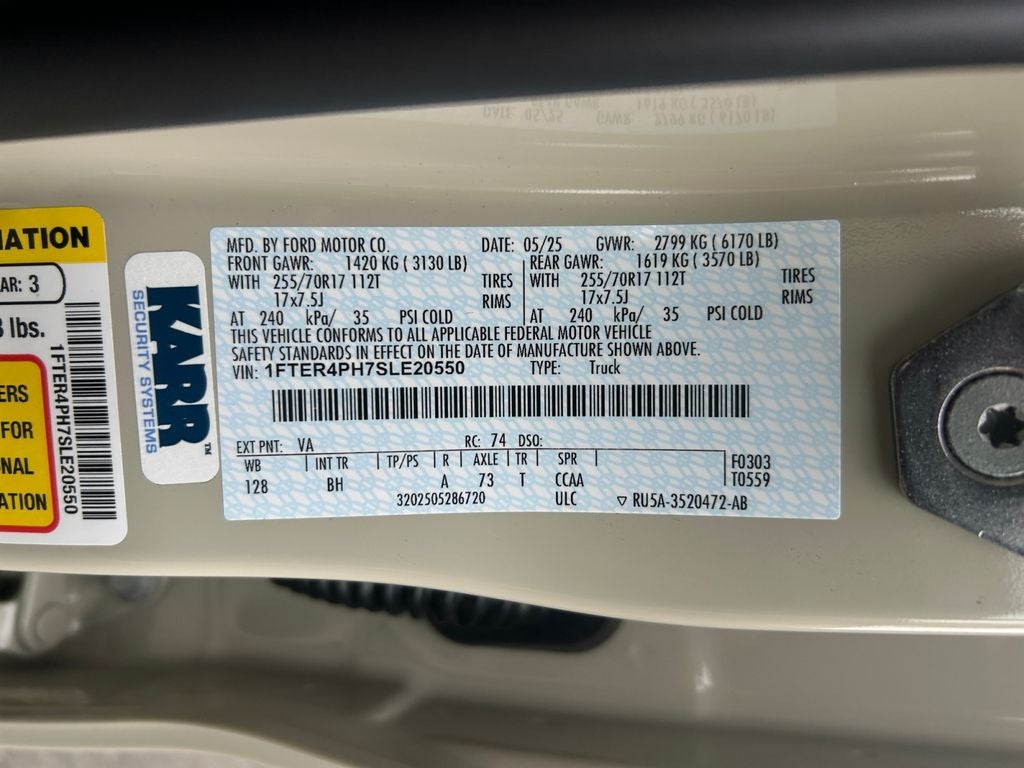 MATION
AR: 3
8 lbs.
ERS
FOR
ONAL
ATION
1FTER4PH7SLE20550
KARR™
SECURITY SYSTEMS
MFD. BY FORD MOTOR CO. DATE: 05/25 GVWR: 2799 KG ( 6170 LB)
FRONT GAWR: 1420 KG ( 3130 LB) REAR GAWR: 1619 KG ( 3570 LB)
WITH 255/70R17 112T TIRES WITH 255/70R17 112T TIRES
17x7.5J RIMS 17x7.5J RIMS
AT 240 kPa/ 35 PSI COLD AT 240 kPa/ 35 PSI COLD
THIS VEHICLE CONFORMS TO ALL APPLICABLE FEDERAL MOTOR VEHICLE
SAFETY STANDARDS IN EFFECT ON THE DATE OF MANUFACTURE SHOWN ABOVE.
VIN: 1FTER4PH7SLE20550 TYPE: Truck
EXT PNT: VA RC: 74 DSO:
WB INT TR TP/PS R AXLE TR SPR F0303
128 BH A 73 T CCAA T0559
3202505286720 ULC ▽ RU5A-3520472-AB